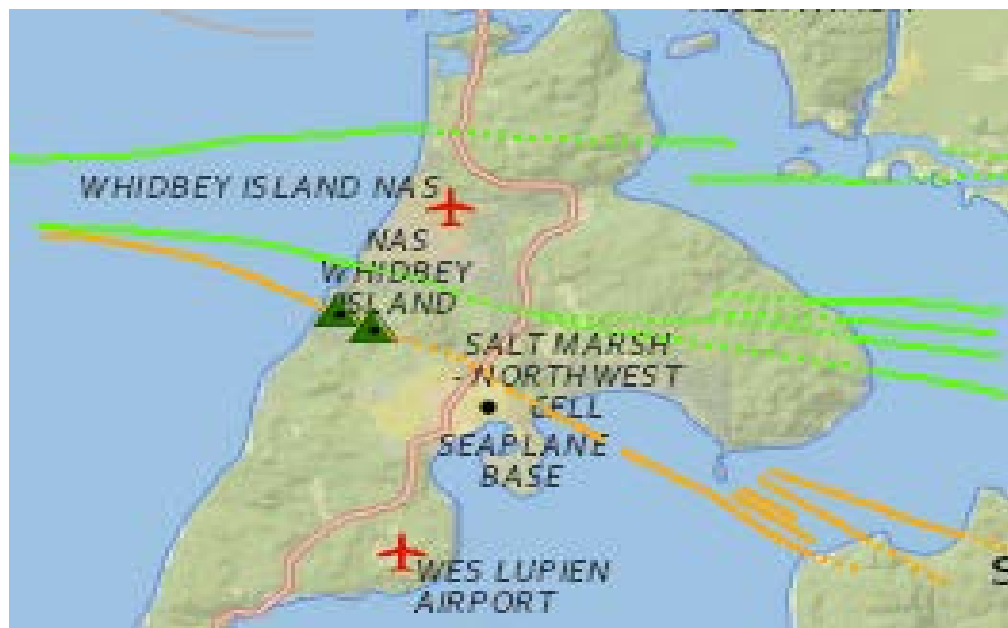 WHIDBEY ISLAND NAS
NAS
WHIDBEY
ISLAND
SALT MARSH
- NORTHWEST
CELL
SEAPLANE
BASE
WES LUPIEN
AIRPORT
S